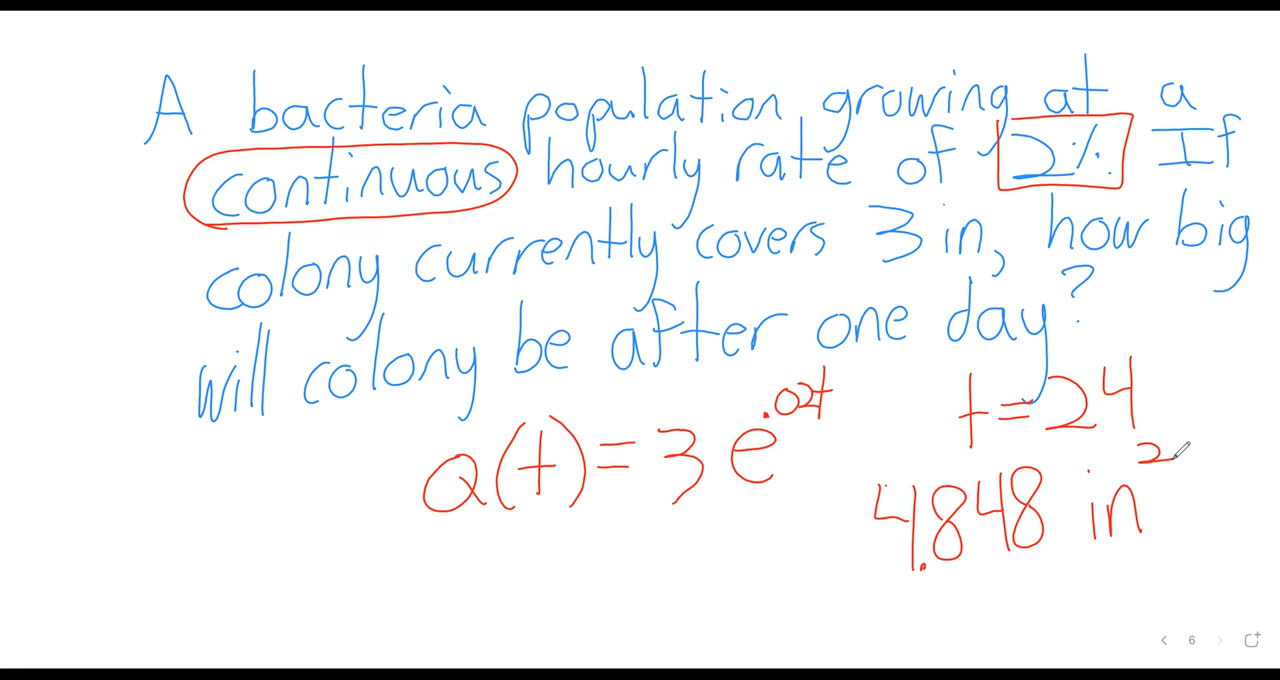 A bacteria population growing at a
continuous hourly rate of 2%. If
colony currently covers 3 in, how big
will colony be after one day?
Q(t) = 3 e^.02t
t = 24
4.848 in²
6